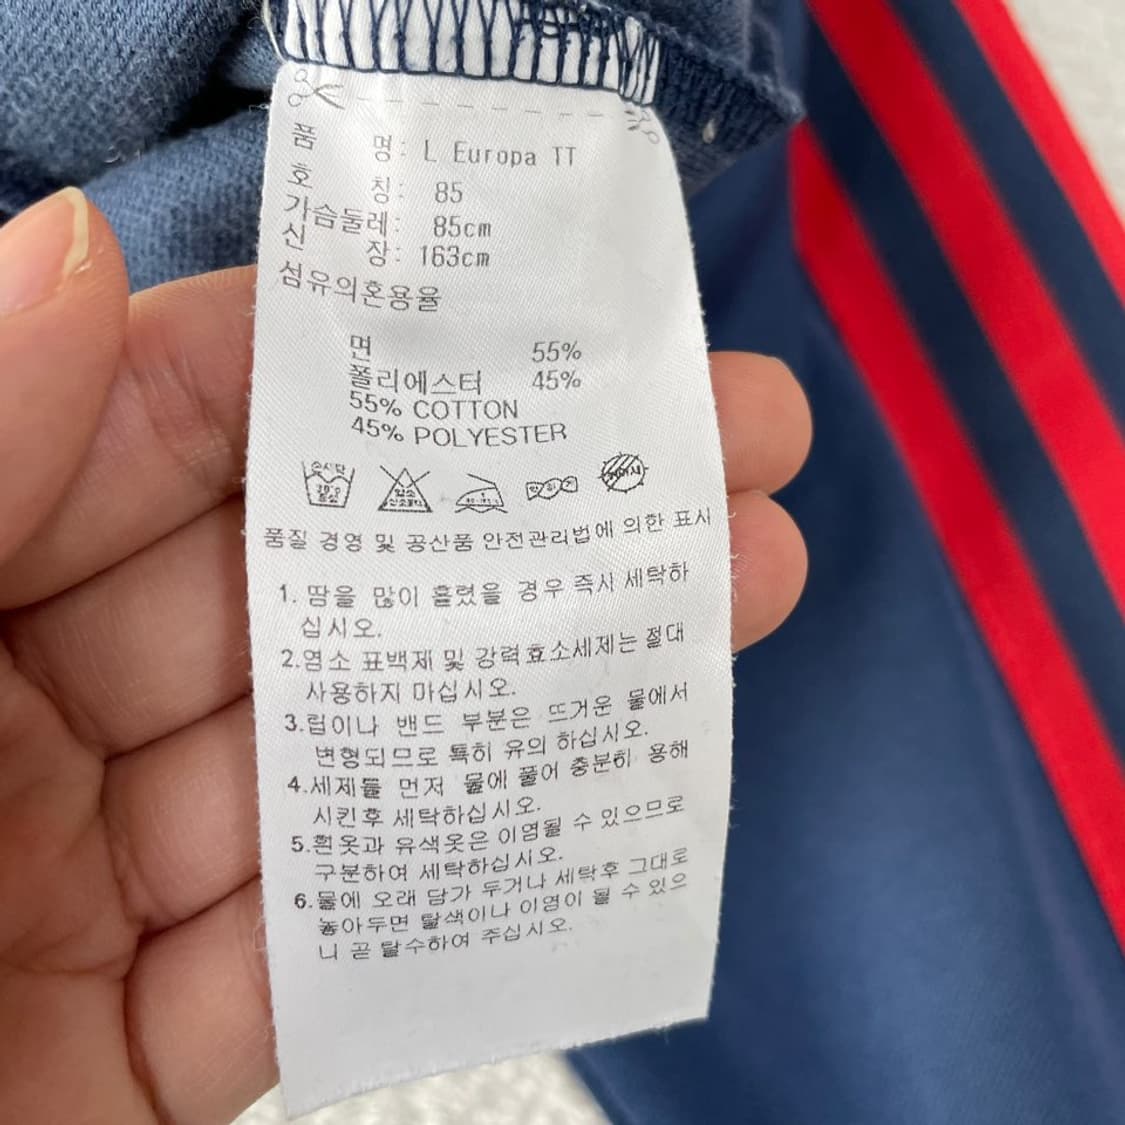 품 명: L Europa TT
호 칭: 85
가슴둘레: 85cm
신 장: 163cm
섬유의혼용율
면 55%
폴리에스터 45%
55% COTTON
45% POLYESTER
손세탁 30℃ 중성
염소
품질 경영 및 공산품 안전관리법에 의한 표시
1. 땀을 많이 흘렸을 경우 즉시 세탁하
십시오.
2.염소 표백제 및 강력효소세제는 절대
사용하지 마십시오.
3.립이나 밴드 부분은 뜨거운 물에서
변형되므로 특히 유의 하십시오.
4.세제를 먼저 물에 풀어 충분히 용해
시킨후 세탁하십시오.
5.흰옷과 유색옷은 이염될 수 있으므로
구분하여 세탁하십시오.
6.물에 오래 담가 두거나 세탁후 그대로
놓아두면 탈색이나 이염이 될 수 있으
니 곧 탈수하여 주십시오.